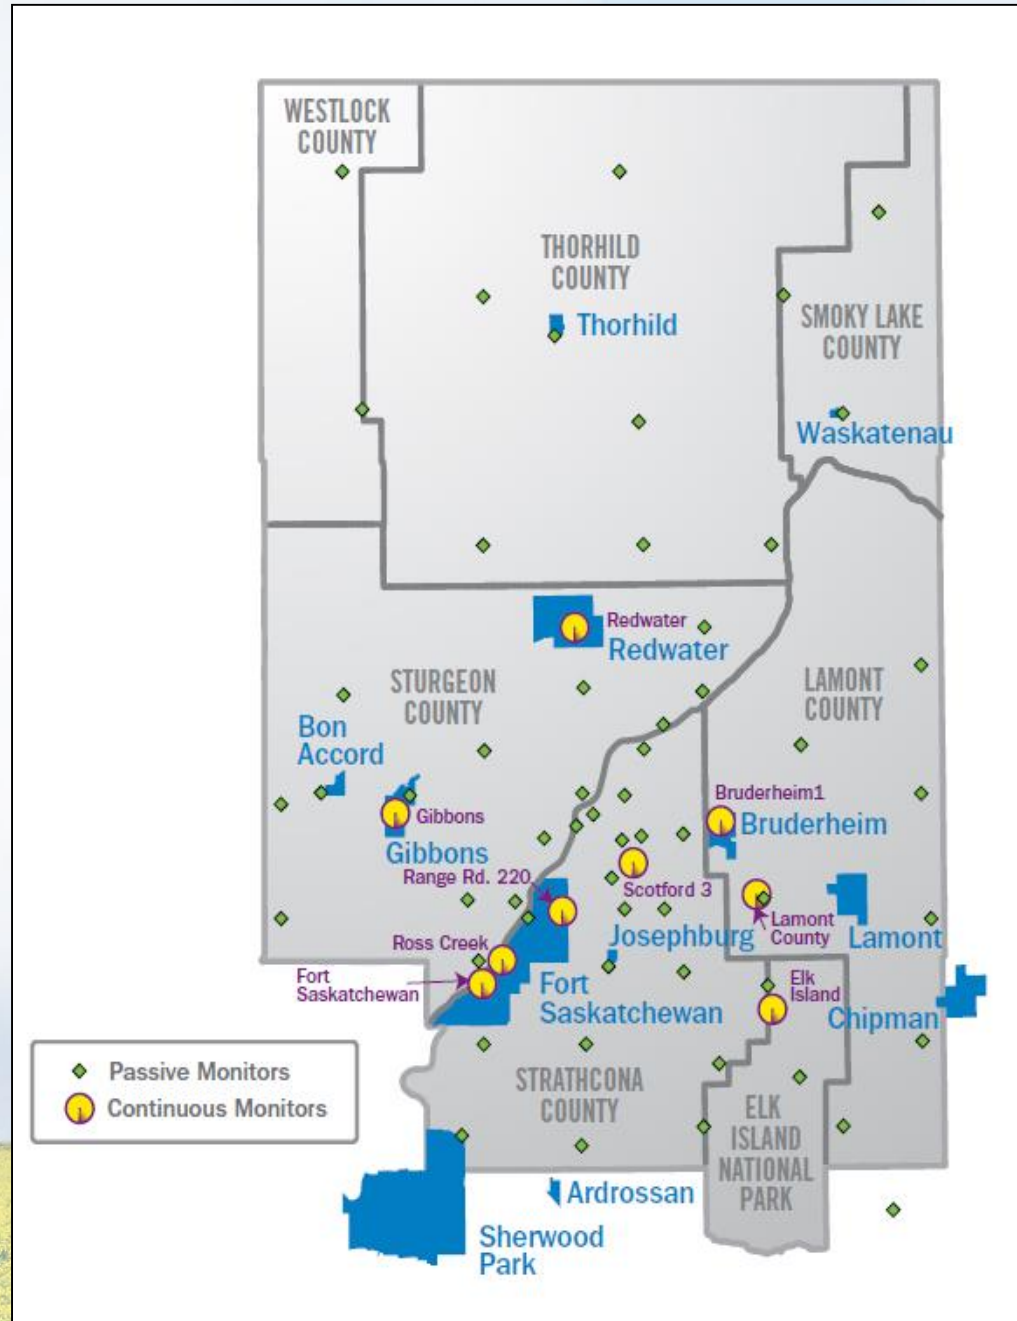 WESTLOCK
COUNTY
THORHILD
COUNTY
Thorhild
SMOKY LAKE
COUNTY
Waskatenau
Redwater
Redwater
STURGEON
COUNTY
LAMONT
COUNTY
Bon
Accord
Gibbons
Gibbons
Bruderheim1
Bruderheim
Range Rd. 220
Scotford 3
Lamont
County
Lamont
Josephburg
Ross Creek
Fort
Saskatchewan
Fort
Saskatchewan
Elk
Island
Chipman
Passive Monitors
Continuous Monitors
STRATHCONA
COUNTY
ELK
ISLAND
NATIONAL
PARK
Ardrossan
Sherwood
Park